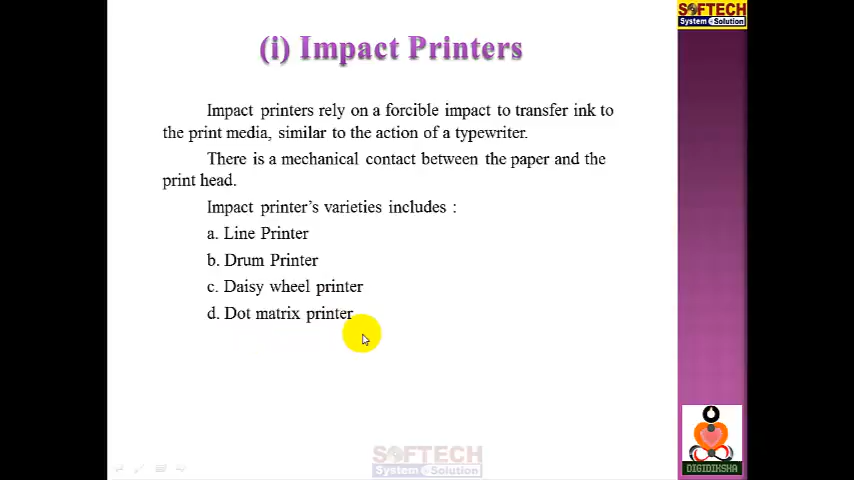 SOFTECH
System e Solution
(i) Impact Printers
Impact printers rely on a forcible impact to transfer ink to
the print media, similar to the action of a typewriter.
There is a mechanical contact between the paper and the
print head.
Impact printer's varieties includes :
a. Line Printer
b. Drum Printer
c. Daisy wheel printer
d. Dot matrix printer
SOFTECH
System e Solution
DIGIDIKSHA